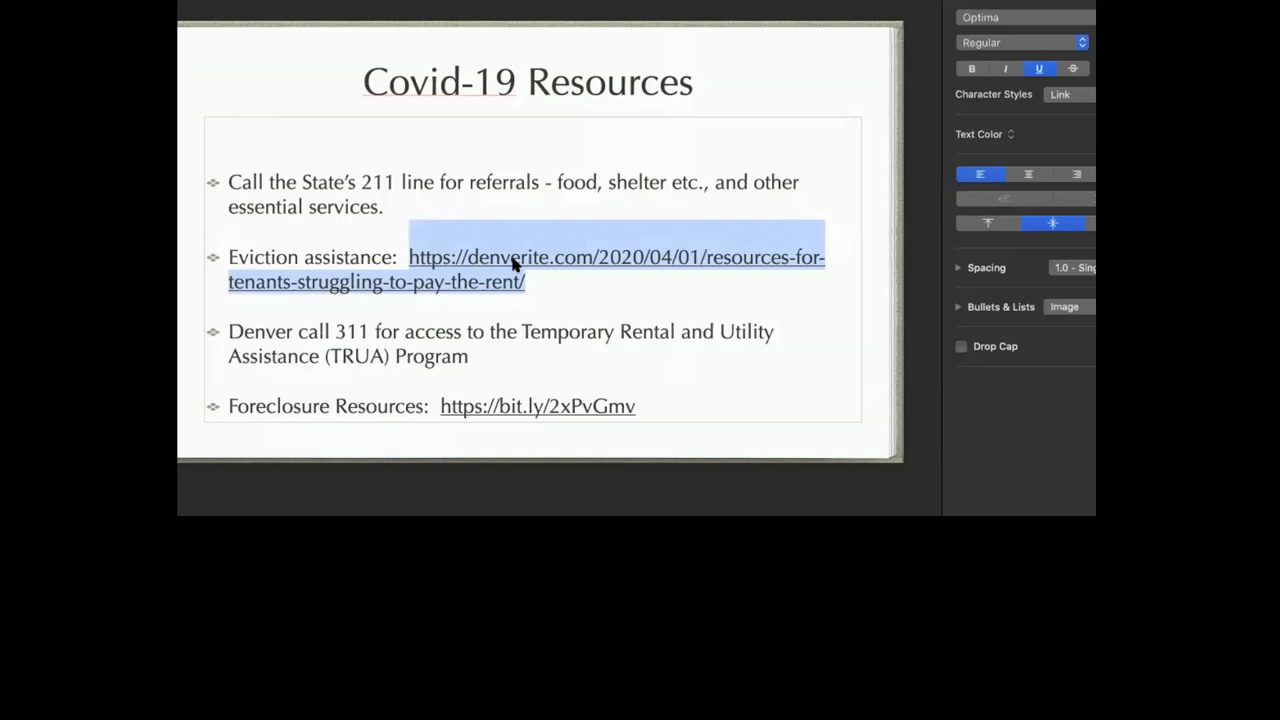 Covid-19 Resources
Call the State's 211 line for referrals - food, shelter etc., and other
essential services.
Eviction assistance: https://denverite.com/2020/04/01/resources-for-
tenants-struggling-to-pay-the-rent/
Denver call 311 for access to the Temporary Rental and Utility
Assistance (TRUA) Program
Foreclosure Resources: https://bit.ly/2xPvGmv
Optima
Regular
B I U S
Character Styles Link
Text Color
Spacing 1.0 - Sing
Bullets & Lists Image
Drop Cap